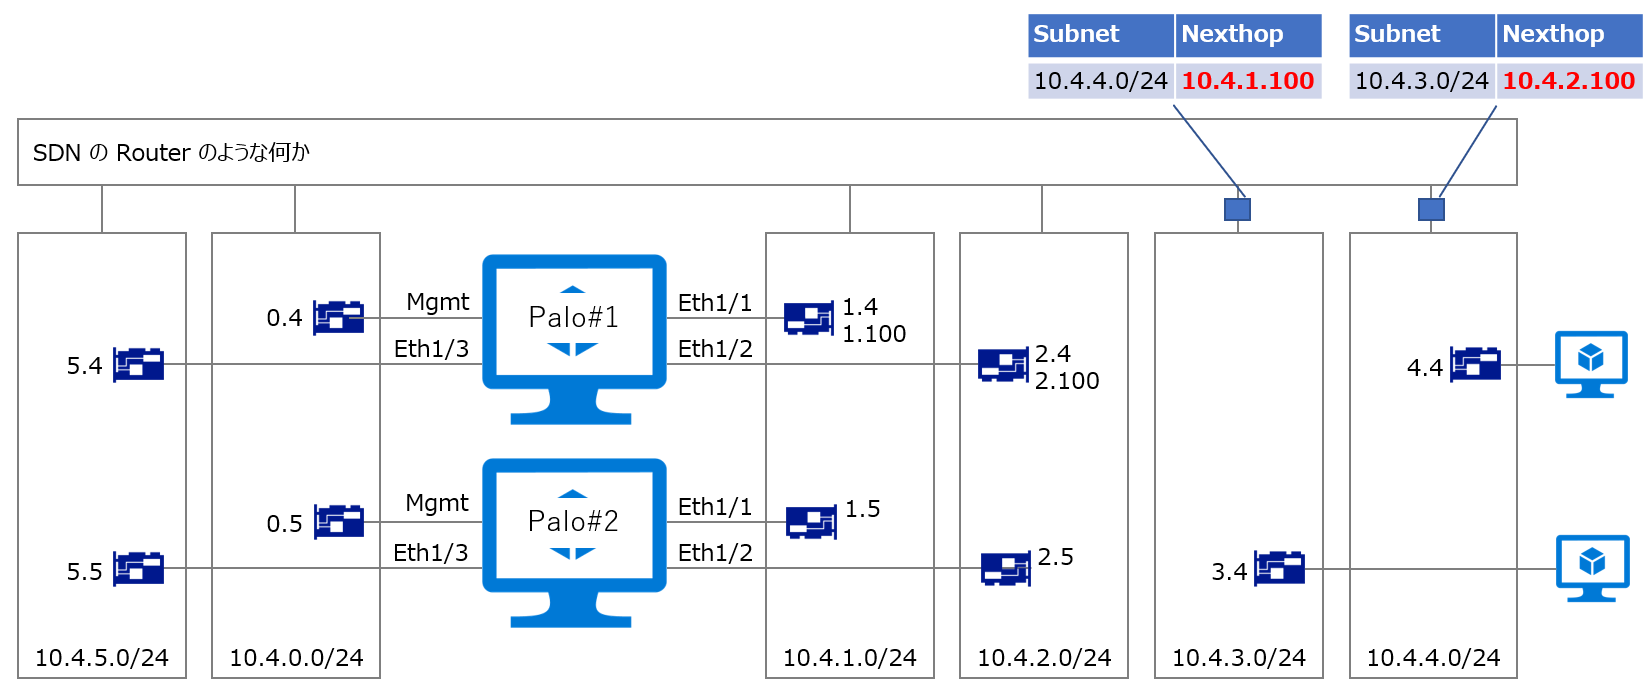 Subnet Nexthop
10.4.4.0/24 10.4.1.100
Subnet Nexthop
10.4.3.0/24 10.4.2.100
SDN の Router のような何か
0.4
5.4
Mgmt
Eth1/3
Palo#1
Eth1/1
Eth1/2
1.4
1.100
2.4
2.100
4.4
0.5
5.5
Mgmt
Eth1/3
Palo#2
Eth1/1
Eth1/2
1.5
2.5
3.4
10.4.5.0/24
10.4.0.0/24
10.4.1.0/24
10.4.2.0/24
10.4.3.0/24
10.4.4.0/24